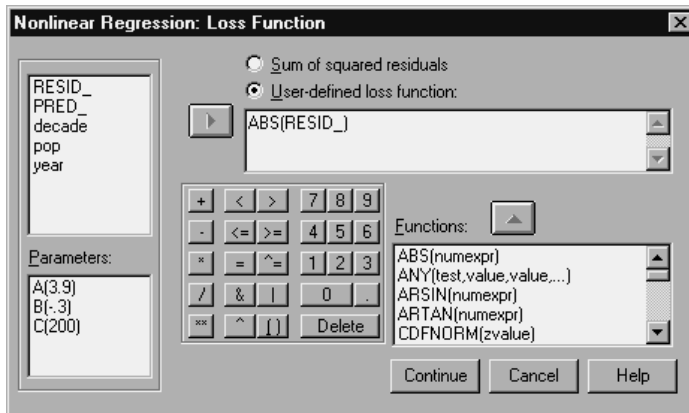 Nonlinear Regression: Loss Function
RESID_
PRED_
decade
pop
year
Parameters:
A(3.9)
B(-.3)
C(200)
Sum of squared residuals
User-defined loss function:
ABS(RESID_)
+ < > 7 8 9
- <= >= 4 5 6
* = ^= 1 2 3
/ & | 0 .
** ^ () Delete
Functions:
ABS(numexpr)
ANY(test,value,value,...)
ARSIN(numexpr)
ARTAN(numexpr)
CDFNORM(zvalue)
Continue Cancel Help